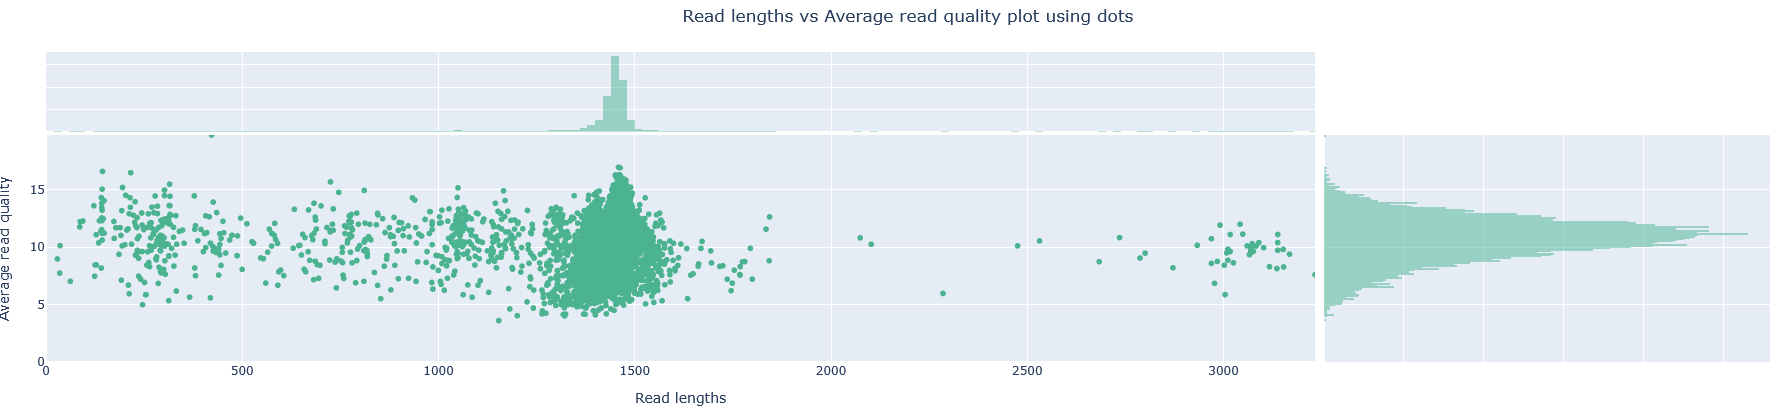 Read lengths vs Average read quality plot using dots
Average read quality
15
10
5
0
0 500 1000 1500 2000 2500 3000
Read lengths